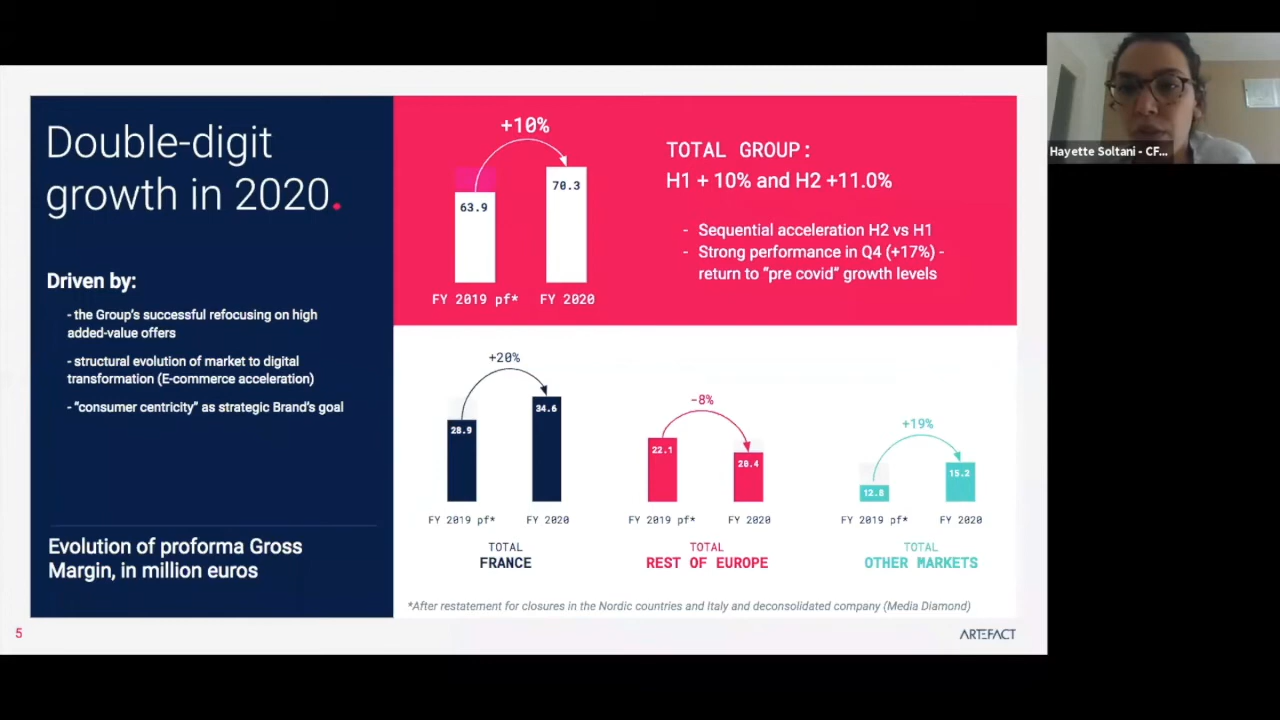 Double-digit
growth in 2020.
Driven by:
- the Group's successful refocusing on high
added-value offers
- structural evolution of market to digital
transformation (E-commerce acceleration)
- "consumer centricity" as strategic Brand's goal
Evolution of proforma Gross
Margin, in million euros
+10%
63.9
70.3
FY 2019 pf*
FY 2020
TOTAL GROUP:
H1 + 10% and H2 +11.0%
- Sequential acceleration H2 vs H1
- Strong performance in Q4 (+17%) -
return to "pre covid" growth levels
+20%
28.9
34.6
FY 2019 pf*
FY 2020
TOTAL
FRANCE
-8%
22.1
20.4
FY 2019 pf*
FY 2020
TOTAL
REST OF EUROPE
+19%
12.8
15.2
FY 2019 pf*
FY 2020
TOTAL
OTHER MARKETS
*After restatement for closures in the Nordic countries and Italy and deconsolidated company (Media Diamond)
5
ARTEFACT
Hayette Soltani - CF...